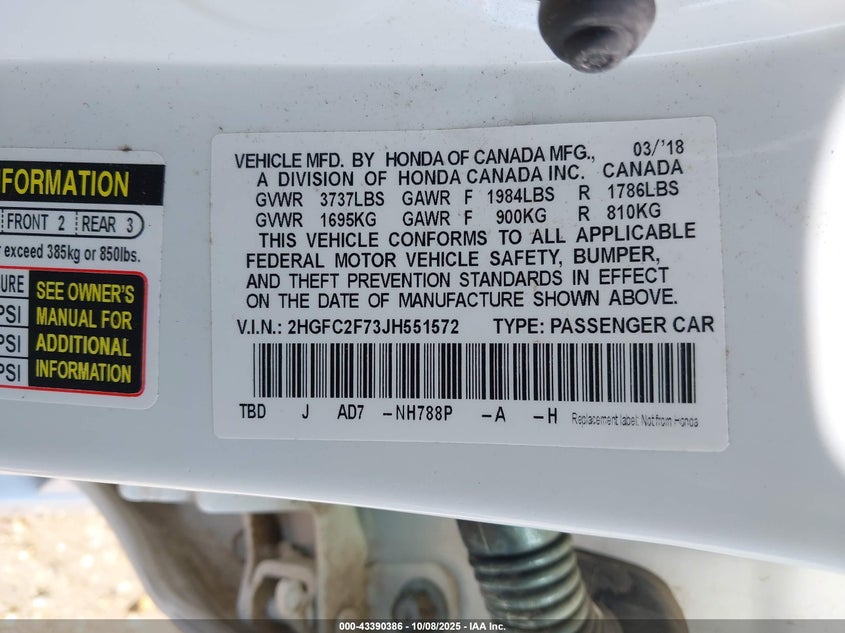 NFORMATION
FRONT 2 REAR 3
exceed 385kg or 850lbs.
URE
PSI
PSI
PSI
SEE OWNER'S
MANUAL FOR
ADDITIONAL
INFORMATION
VEHICLE MFD. BY HONDA OF CANADA MFG., 03/'18
A DIVISION OF HONDA CANADA INC. CANADA
GVWR 3737LBS GAWR F 1984LBS R 1786LBS
GVWR 1695KG GAWR F 900KG R 810KG
THIS VEHICLE CONFORMS TO ALL APPLICABLE
FEDERAL MOTOR VEHICLE SAFETY, BUMPER,
AND THEFT PREVENTION STANDARDS IN EFFECT
ON THE DATE OF MANUFACTURE SHOWN ABOVE.
V.I.N.: 2HGFC2F73JH551572 TYPE: PASSENGER CAR
TBD J AD7 -NH788P -A -H Replacement label: Not from Honda
000-43390386 - 10/08/2025 - IAA Inc.